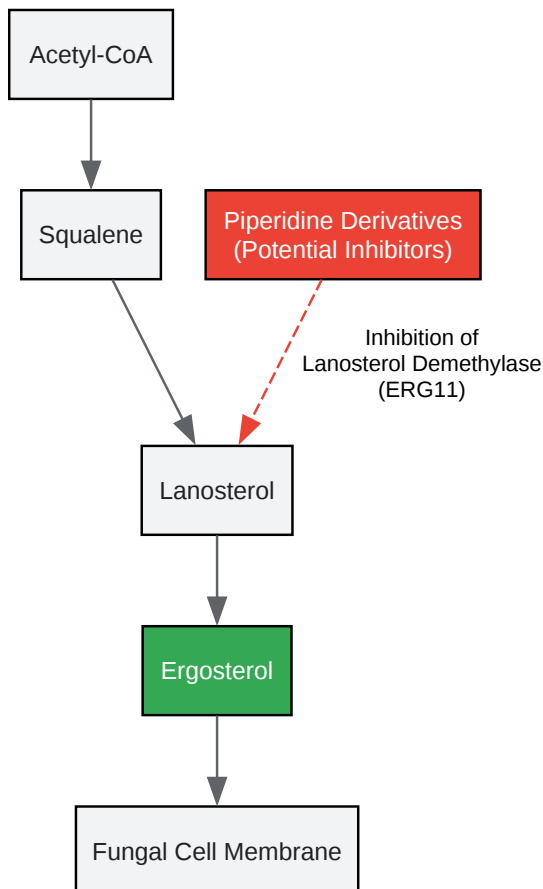 Acetyl-CoA
Squalene
Piperidine Derivatives
(Potential Inhibitors)
Inhibition of
Lanosterol Demethylase
(ERG11)
Lanosterol
Ergosterol
Fungal Cell Membrane